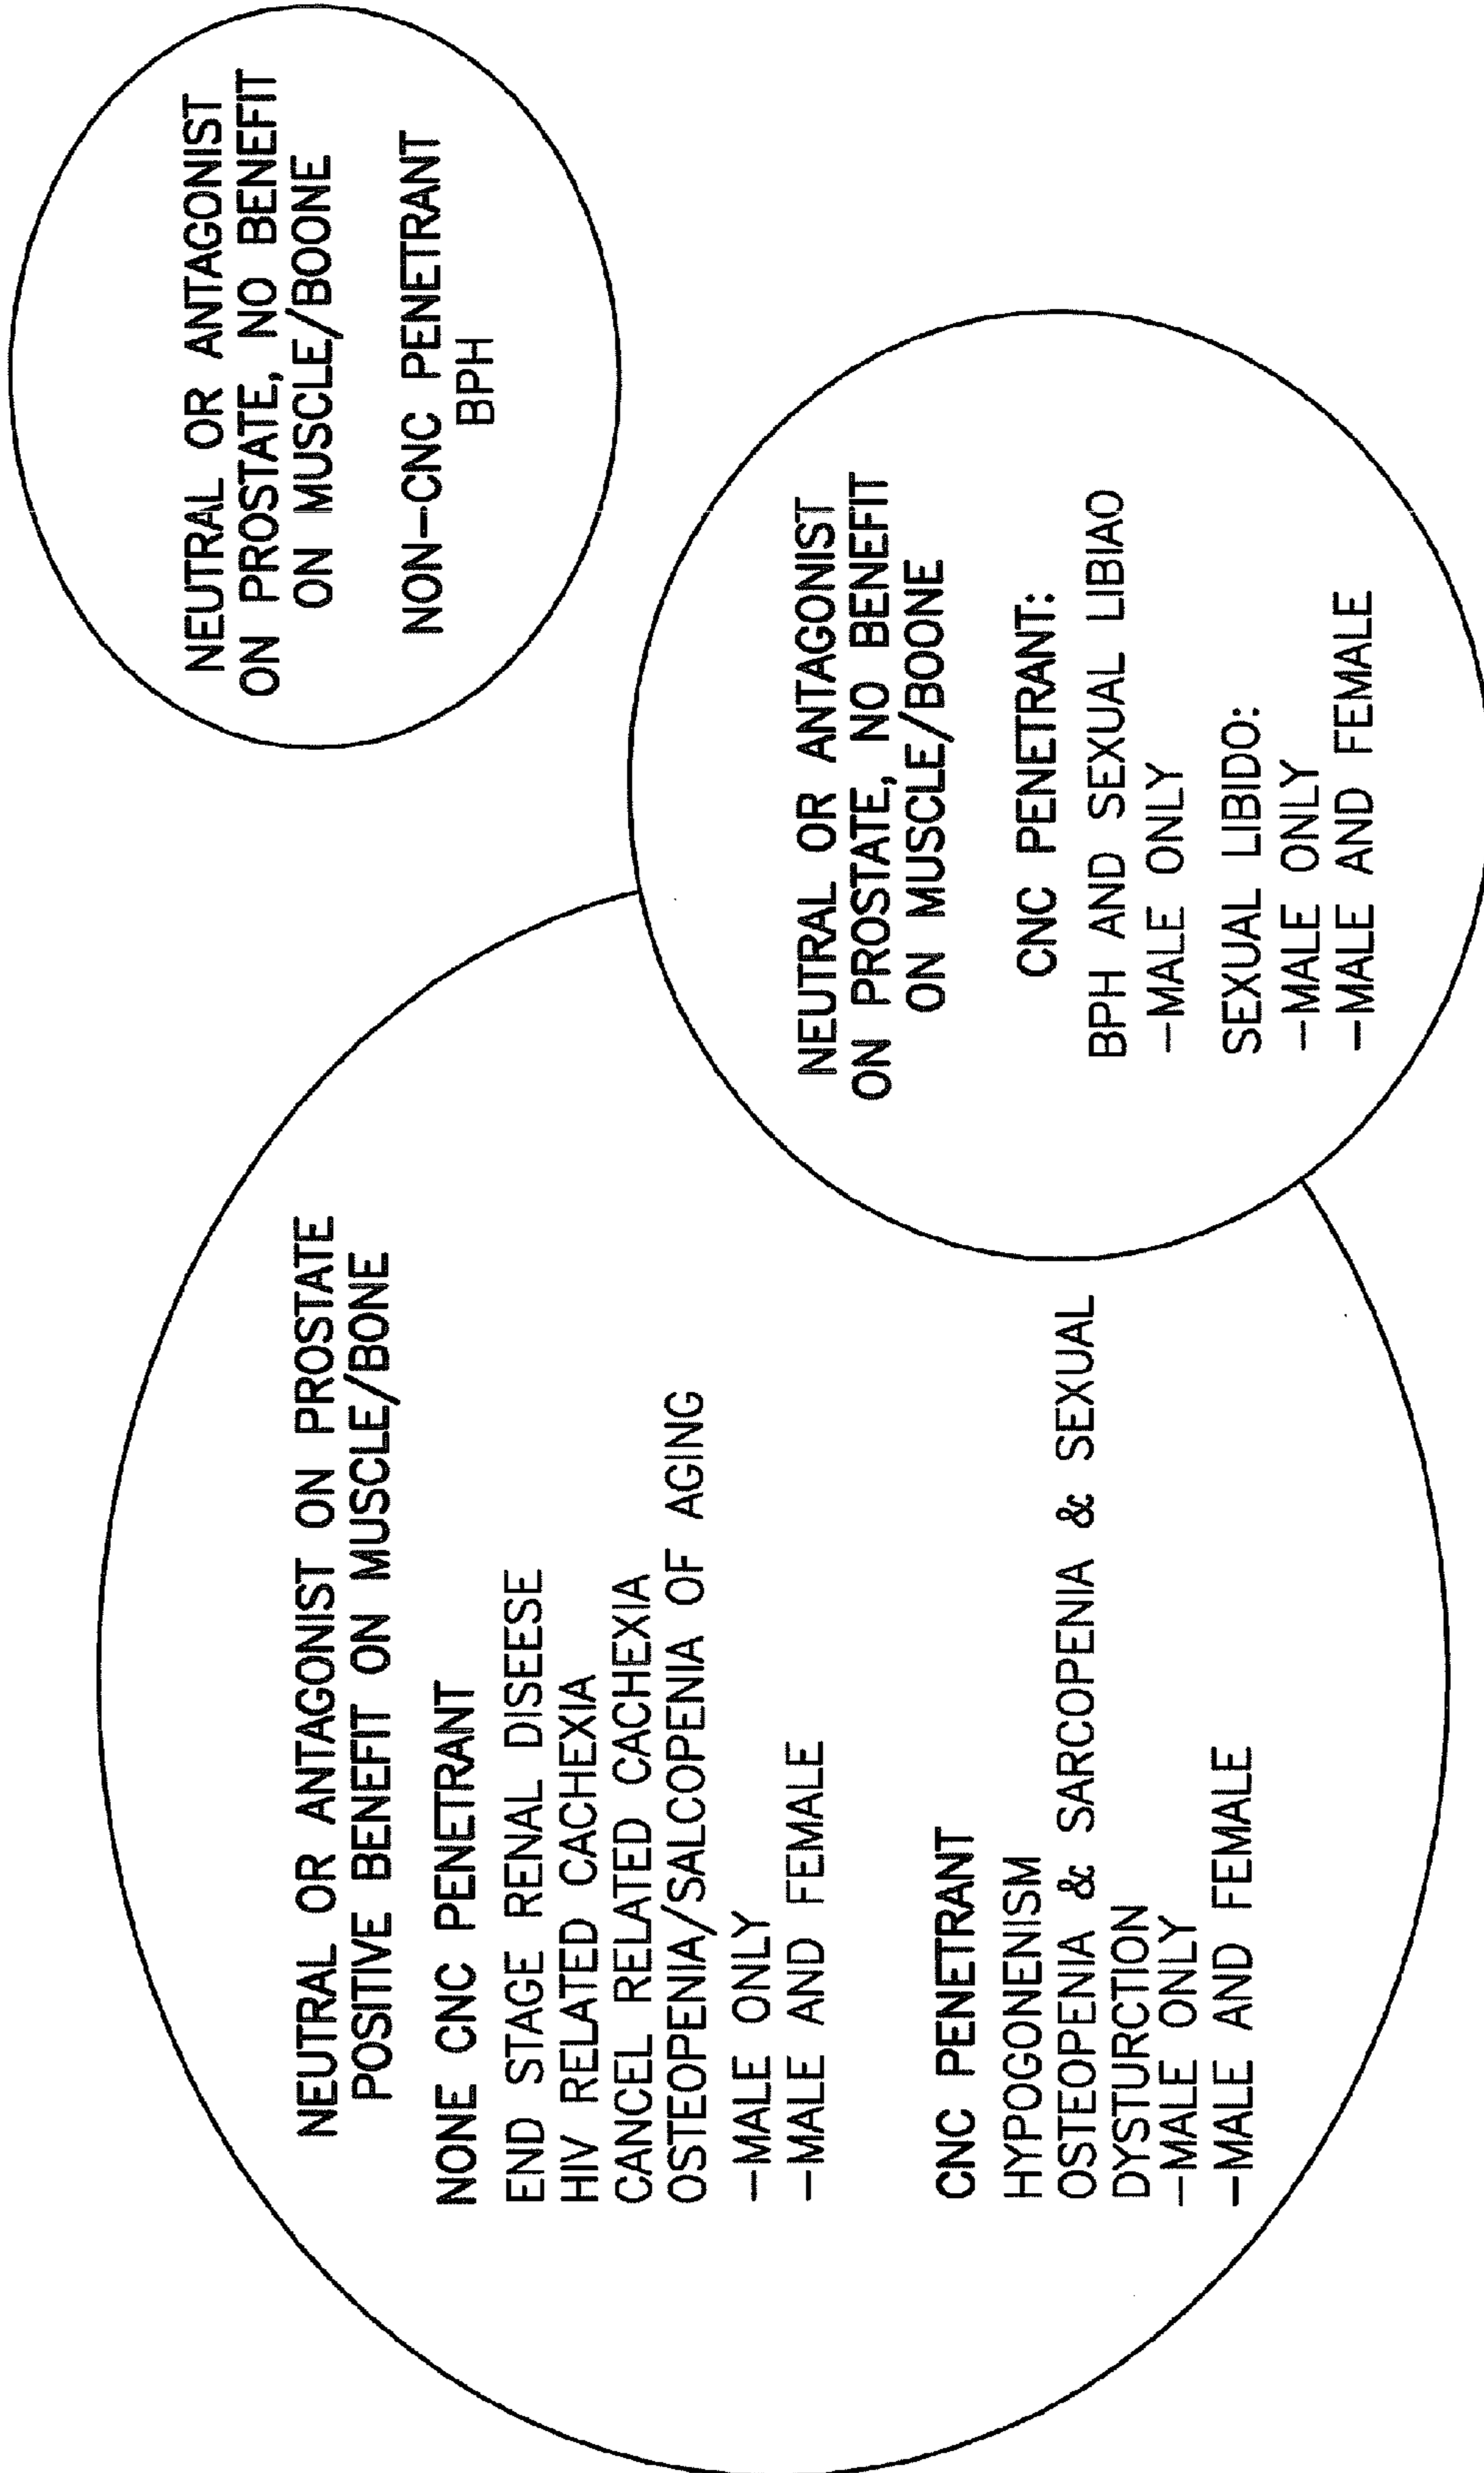 NEUTRAL OR ANTAGONIST ON PROSTATE
POSITIVE BENEFIT ON MUSCLE/BONE
NONE CNC PENETRANT
END STAGE RENAL DISEESE
HIV RELATED CACHEXIA
CANCEL RELATED CACHEXIA
OSTEOPENIA/SALCOPENIA OF AGING
-MALE ONLY
-MALE AND FEMALE
CNC PENETRANT
HYPOGONENISM
OSTEOPENIA & SARCOPENIA & SEXUAL
DYSTURCTION
-MALE ONLY
-MALE AND FEMALE
NEUTRAL OR ANTAGONIST
ON PROSTATE, NO BENEFIT
ON MUSCLE/BOONE
CNC PENETRANT:
BPH AND SEXUAL LIBIAO
-MALE ONLY
SEXUAL LIBIDO:
-MALE ONLY
-MALE AND FEMALE
NEUTRAL OR ANTAGONIST
ON PROSTATE, NO BENEFIT
ON MUSCLE/BOONE
NON-CNC PENETRANT
BPH